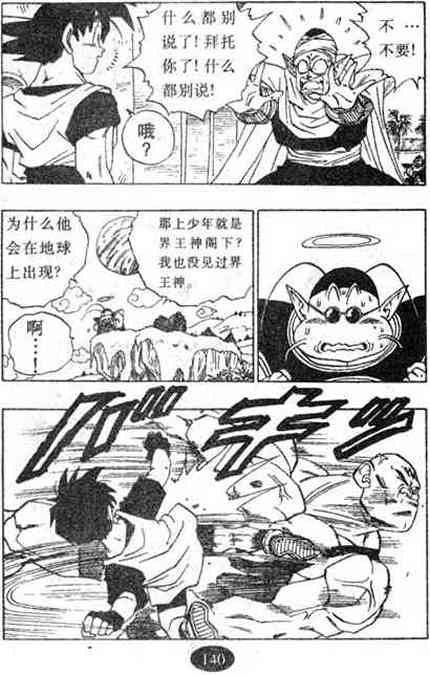 不…
不要!
什么都别
说了!拜托
你了!什么
都别说!
哦
?
那上少年就是
界王神阁下?
我也没见过界
王神。
为什么他
会在地球
上出现?
啊
…!
140